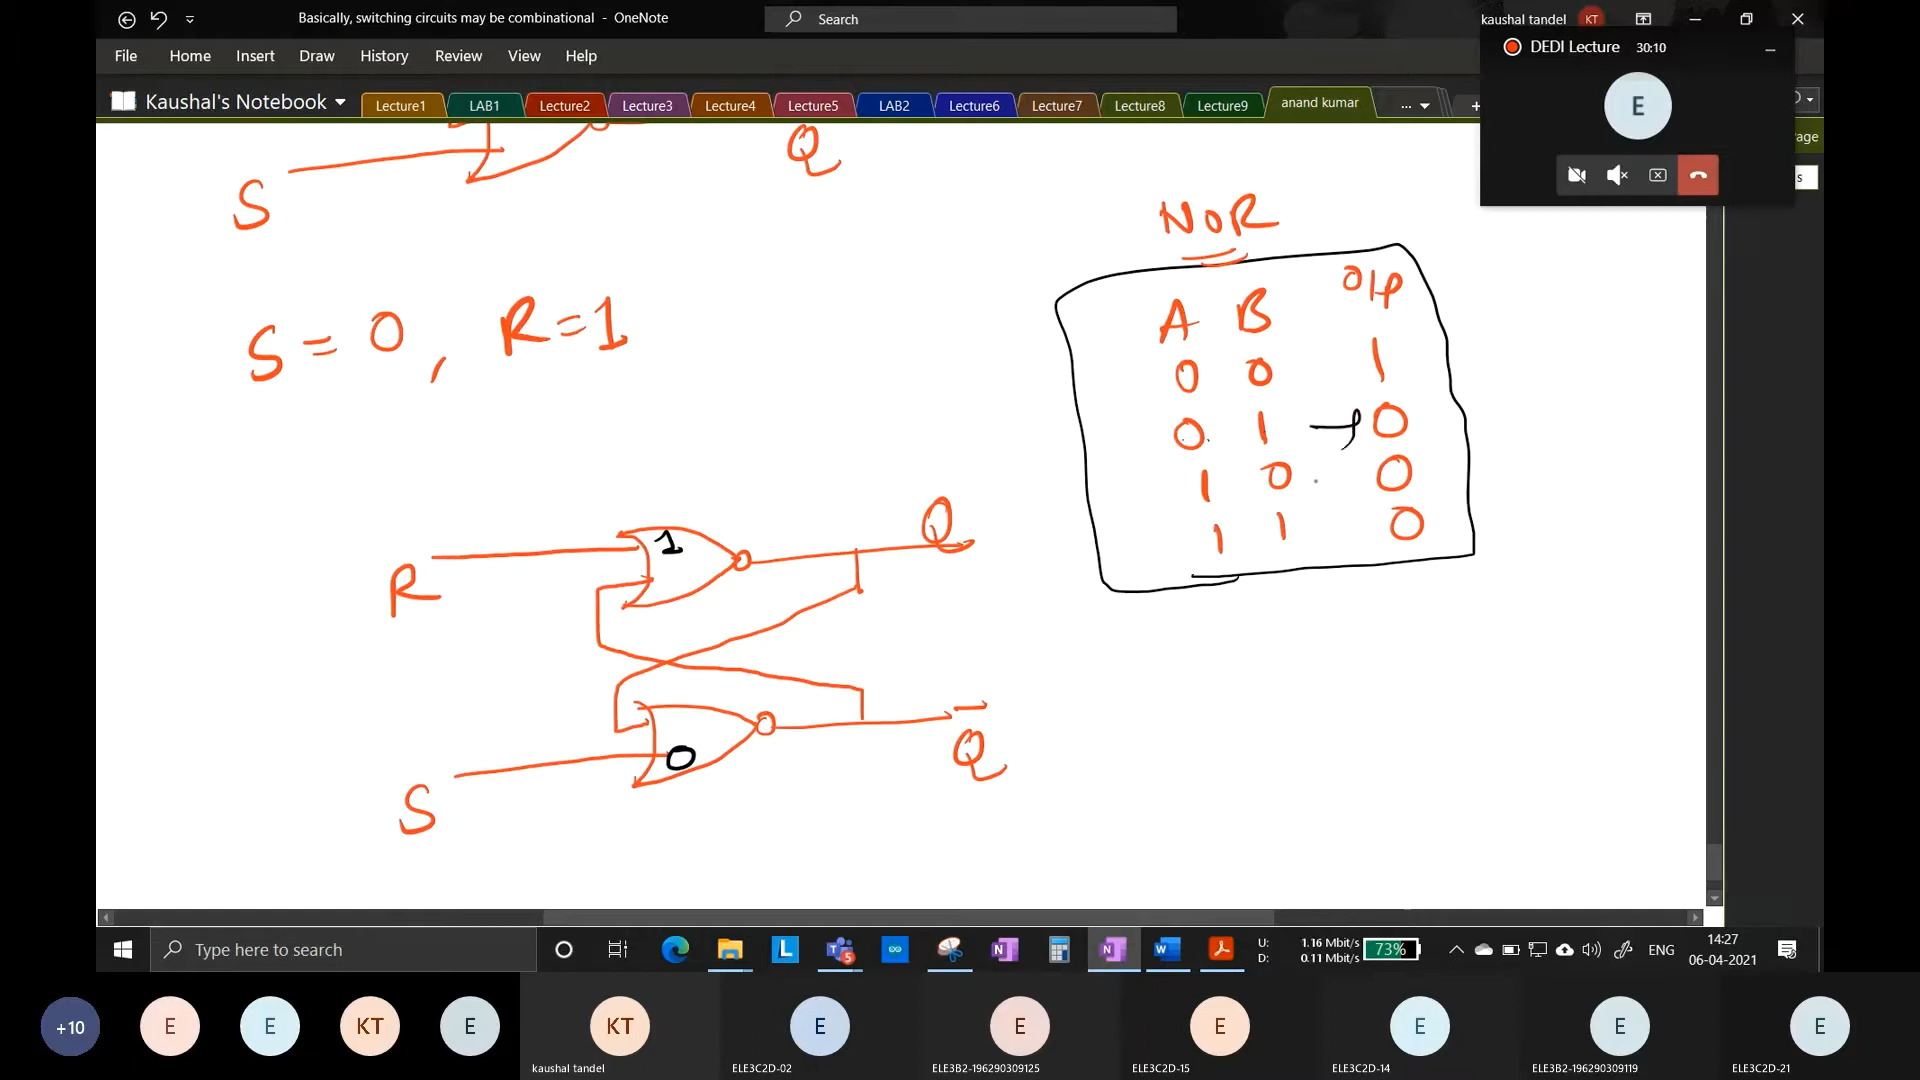 Basically, switching circuits may be combinational - OneNote
Search
kaushal tandel
KT
DEDI Lecture 30:10
File Home Insert Draw History Review View Help
Kaushal's Notebook Lecture1 LAB1 Lecture2 Lecture3 Lecture4 Lecture5 LAB2 Lecture6 Lecture7 Lecture8 Lecture9 anand kumar ... +
E
Page
s
S
Q
NOR
A B O/P
0 0 1
0 1 → 0
1 0 0
1 1 0
S = 0, R = 1
R
1
Q
S
0
Q̅
Type here to search
U: 1.16 Mbit/s
D: 0.11 Mbit/s
73%
ENG
14:27
06-04-2021
+10 E E KT E KT E E E E E E
kaushal tandel ELE3C2D-02 ELE3B2-196290309125 ELE3C2D-15 ELE3C2D-14 ELE3B2-196290309119 ELE3C2D-21